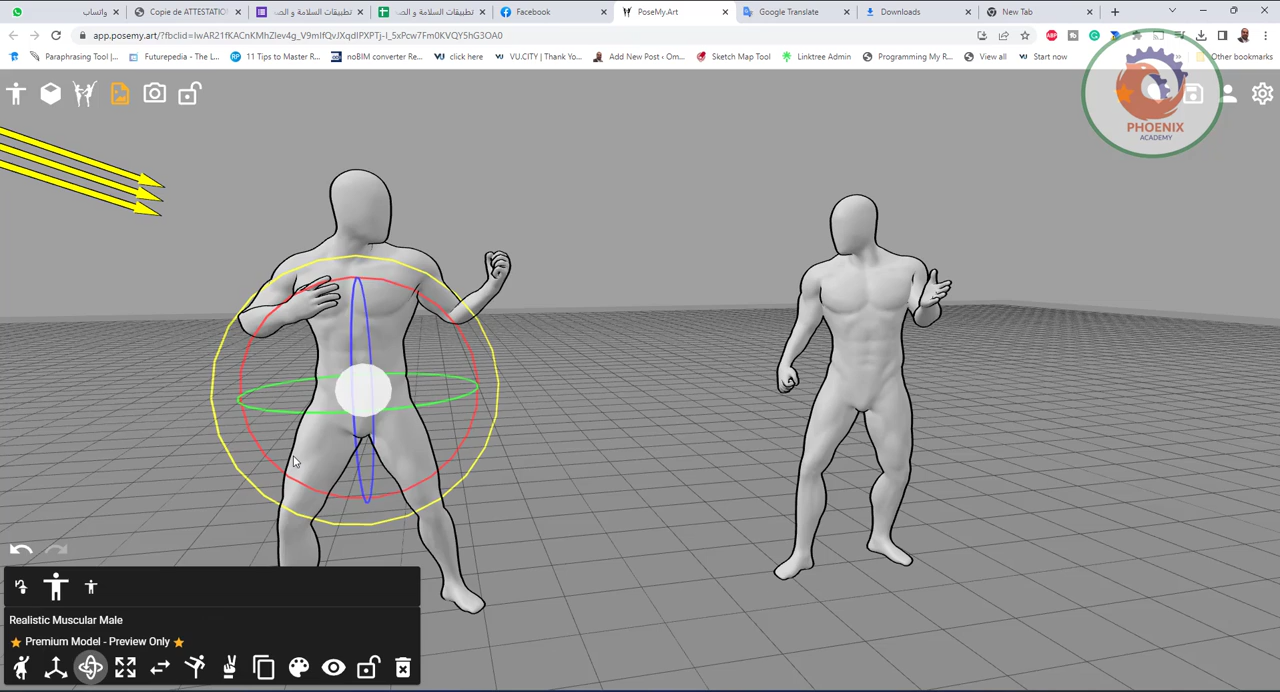 واتساب
Copie de ATTESTATIO
تطبيقات السلامة و الص
تطبيقات السلامة و الص
Facebook
PoseMy.Art
Google Translate
Downloads
New Tab
app.posemy.art/?fbclid=IwAR21fKACnKMhZlev4g_V9mIfQvJXqdIPXPTj-I_5xPcw7Fm0KVQYShG3OA0
Paraphrasing Tool |...
Futurepedia - The L...
11 Tips to Master R...
noBIM converter Re...
click here
VU.CITY | Thank Yo...
Add New Post ‹ Om...
Sketch Map Tool
Linktree Admin
Programming My R...
View all
Start now
Other bookmarks
PHOENIX
ACADEMY
Realistic Muscular Male
Premium Model - Preview Only